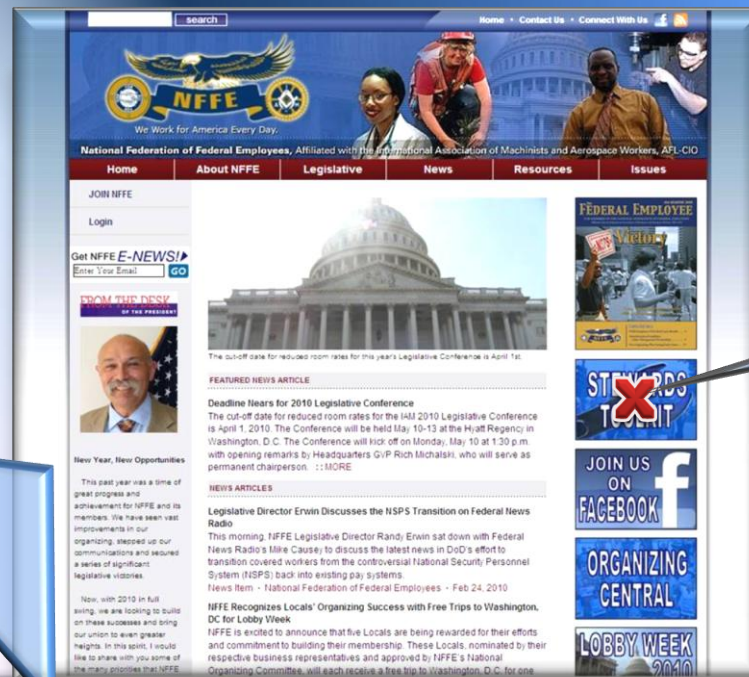 search
Home • Contact Us • Connect With Us
NFFE
We Work for America Every Day.
National Federation of Federal Employees, Affiliated with the International Association of Machinists and Aerospace Workers, AFL-CIO
Home About NFFE Legislative News Resources Issues
JOIN NFFE
Login
Get NFFE E-NEWS!
Enter Your Email GO
FROM THE DESK
OF THE PRESIDENT
New Year, New Opportunities
This past year was a time of
great progress and
achievement for NFFE and its
members. We have seen vast
improvements in our
organizing, stepped up our
communications and secured
a series of significant
legislative victories.
Now, with 2010 in full
swing, we are looking to build
on these successes and bring
our union to even greater
heights. In this spirit, I would
like to share with you some of
the many priorities that NFFE
The cut-off date for reduced room rates for this year's Legislative Conference is April 1st.
FEATURED NEWS ARTICLE
Deadline Nears for 2010 Legislative Conference
The cut-off date for reduced room rates for the IAM 2010 Legislative Conference
is April 1, 2010. The Conference will be held May 10-13 at the Hyatt Regency in
Washington, D.C. The Conference will kick off on Monday, May 10 at 1:30 p.m.
with opening remarks by Headquarters GVP Rich Michalski, who will serve as
permanent chairperson. ::MORE
NEWS ARTICLES
Legislative Director Erwin Discusses the NSPS Transition on Federal News
Radio
This morning, NFFE Legislative Director Randy Erwin sat down with Federal
News Radio's Mike Causey to discuss the latest news in DoD's effort to
transition covered workers from the controversial National Security Personnel
System (NSPS) back into existing pay systems.
News Item • National Federation of Federal Employees • Feb 24, 2010
NFFE Recognizes Locals' Organizing Success with Free Trips to Washington,
DC for Lobby Week
NFFE is excited to announce that five Locals are being rewarded for their efforts
and commitment to building their membership. These Locals, nominated by their
respective business representatives and approved by NFFE's National
Organizing Committee, will each receive a free trip to Washington, D.C. for one
FEDERAL EMPLOYEE
Victory
STEWARDS
TOOLKIT
JOIN US
ON
FACEBOOK
ORGANIZING
CENTRAL
LOBBY WEEK
2010